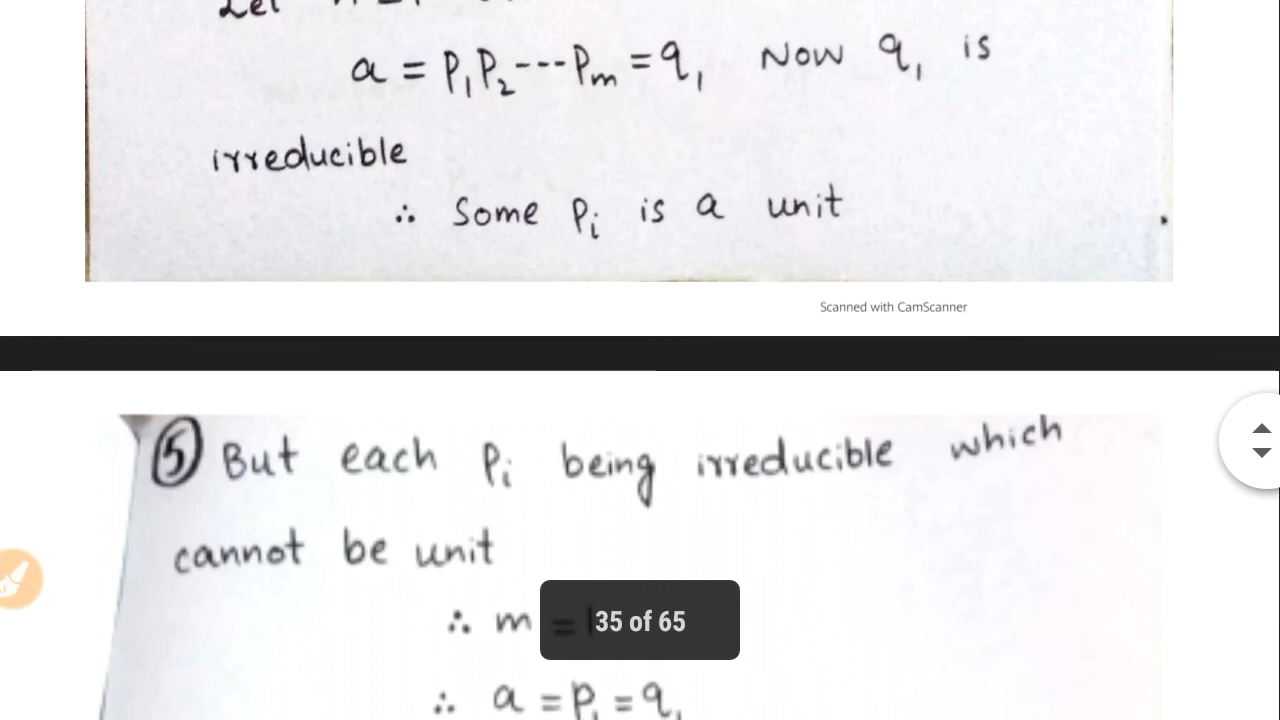 Let
a = P₁P₂---Pₘ = q₁ Now q₁ is
irreducible
∴ Some Pᵢ is a unit
Scanned with CamScanner
⑤ But each Pᵢ being irreducible which
cannot be unit
∴ m =
35 of 65
∴ a = P₁ = q₁